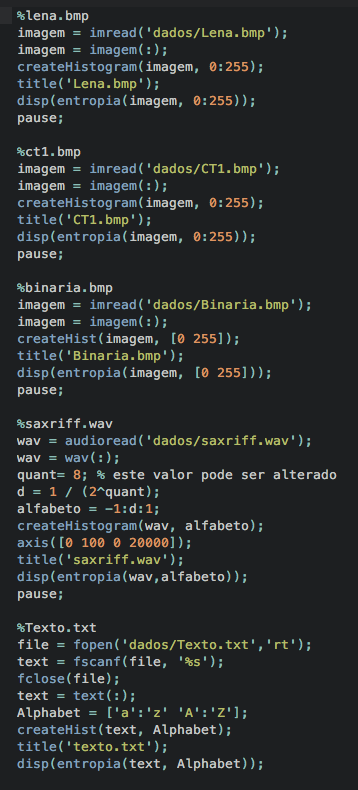 %lena.bmp
imagem = imread('dados/Lena.bmp');
imagem = imagem(:);
createHistogram(imagem, 0:255);
title('Lena.bmp');
disp(entropia(imagem, 0:255));
pause;

%ct1.bmp
imagem = imread('dados/CT1.bmp');
imagem = imagem(:);
createHistogram(imagem, 0:255);
title('CT1.bmp');
disp(entropia(imagem, 0:255));
pause;

%binaria.bmp
imagem = imread('dados/Binaria.bmp');
imagem = imagem(:);
createHist(imagem, [0 255]);
title('Binaria.bmp');
disp(entropia(imagem, [0 255]));
pause;

%saxriff.wav
wav = audioread('dados/saxriff.wav');
wav = wav(:);
quant= 8; % este valor pode ser alterado
d = 1 / (2^quant);
alfabeto = -1:d:1;
createHistogram(wav, alfabeto);
axis([0 100 0 20000]);
title('saxriff.wav');
disp(entropia(wav,alfabeto));
pause;

%Texto.txt
file = fopen('dados/Texto.txt','rt');
text = fscanf(file, '%s');
fclose(file);
text = text(:);
Alphabet = ['a':'z' 'A':'Z'];
createHist(text, Alphabet);
title('texto.txt');
disp(entropia(text, Alphabet));